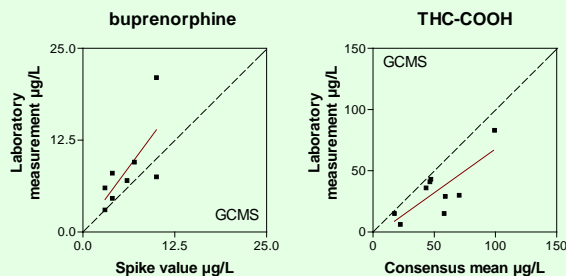 buprenorphine
25.0
12.5
0.0
0.0
12.5
25.0
Laboratory
measurement µg/L
GCMS
Spike value µg/L
THC-COOH
150
100
50
0
0
50
100
150
Laboratory
measurement µg/L
GCMS
Consensus mean µg/L